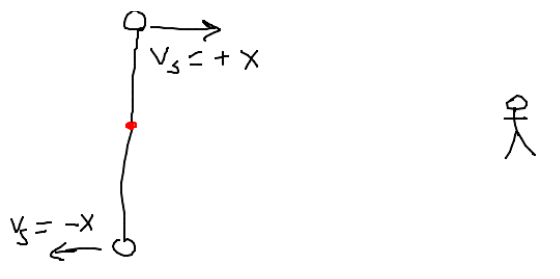 Vs = + X
Vs = -X